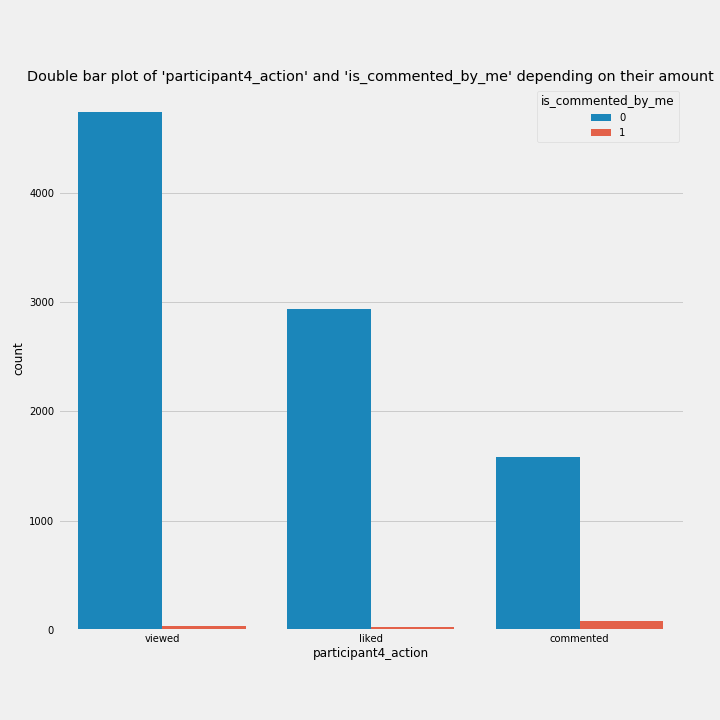 Double bar plot of 'participant4_action' and 'is_commented_by_me' depending on their amount
is_commented_by_me
0
1
4000
3000
2000
1000
0
count
viewed liked commented
participant4_action